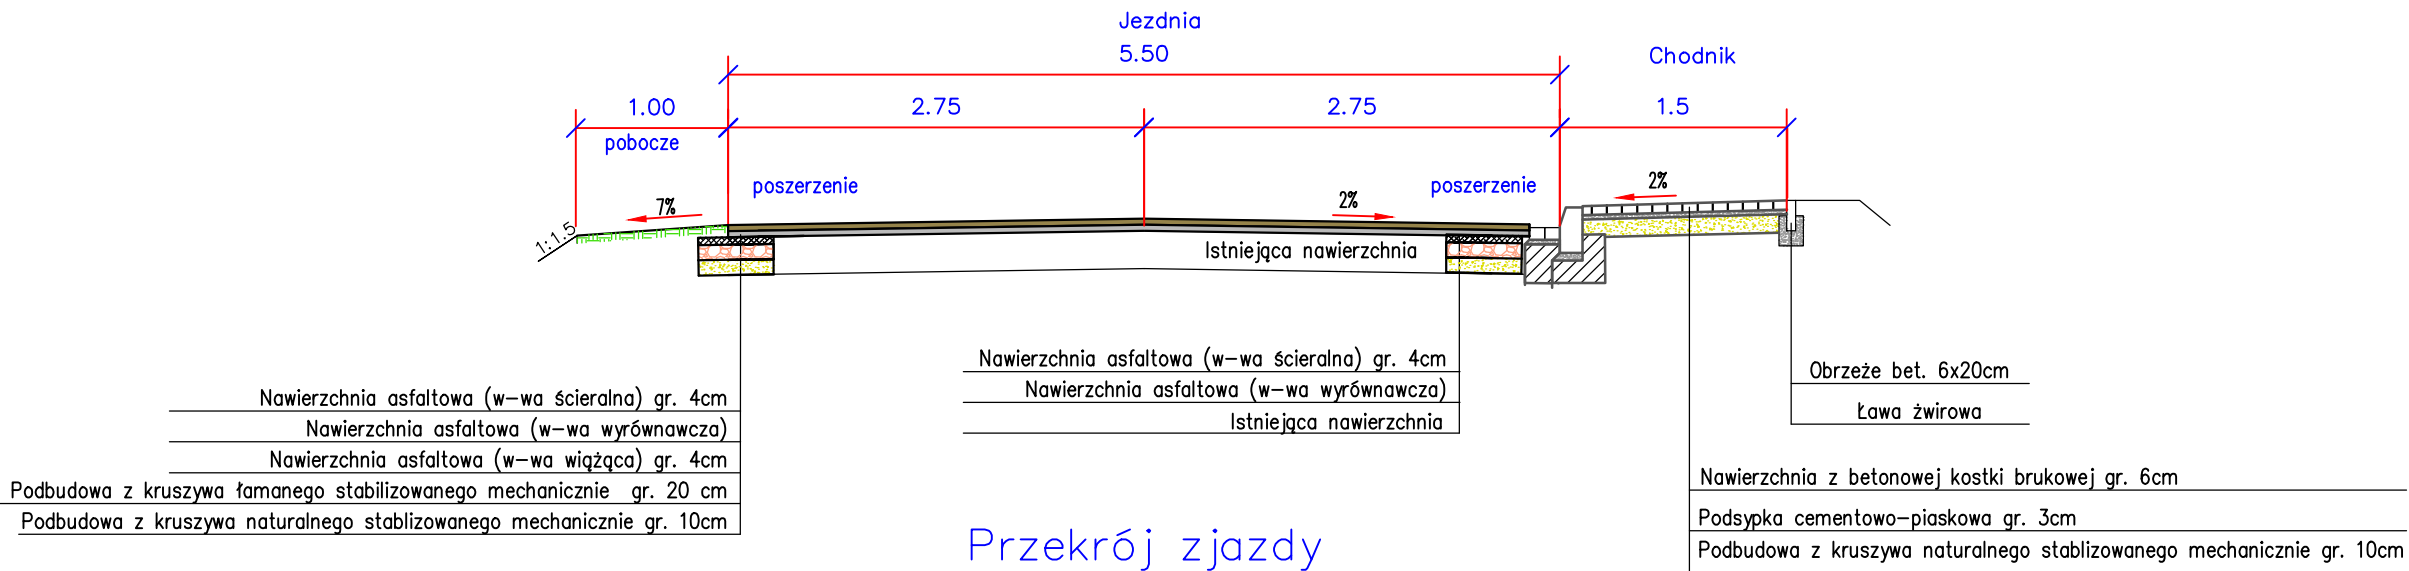 Jezdnia
5.50
Chodnik
1.00
2.75
2.75
1.5
pobocze
poszerzenie
poszerzenie
7%
2%
2%
1:1.5
Istniejąca nawierzchnia
Nawierzchnia asfaltowa (w-wa ścieralna) gr. 4cm
Nawierzchnia asfaltowa (w-wa wyrównawcza)
Nawierzchnia asfaltowa (w-wa wiążąca) gr. 4cm
Podbudowa z kruszywa łamanego stabilizowanego mechanicznie gr. 20 cm
Podbudowa z kruszywa naturalnego stablizowanego mechanicznie gr. 10cm
Nawierzchnia asfaltowa (w-wa ścieralna) gr. 4cm
Nawierzchnia asfaltowa (w-wa wyrównawcza)
Istniejąca nawierzchnia
Obrzeże bet. 6x20cm
Ława żwirowa
Nawierzchnia z betonowej kostki brukowej gr. 6cm
Podsypka cementowo-piaskowa gr. 3cm
Podbudowa z kruszywa naturalnego stablizowanego mechanicznie gr. 10cm
Przekrój zjazdy